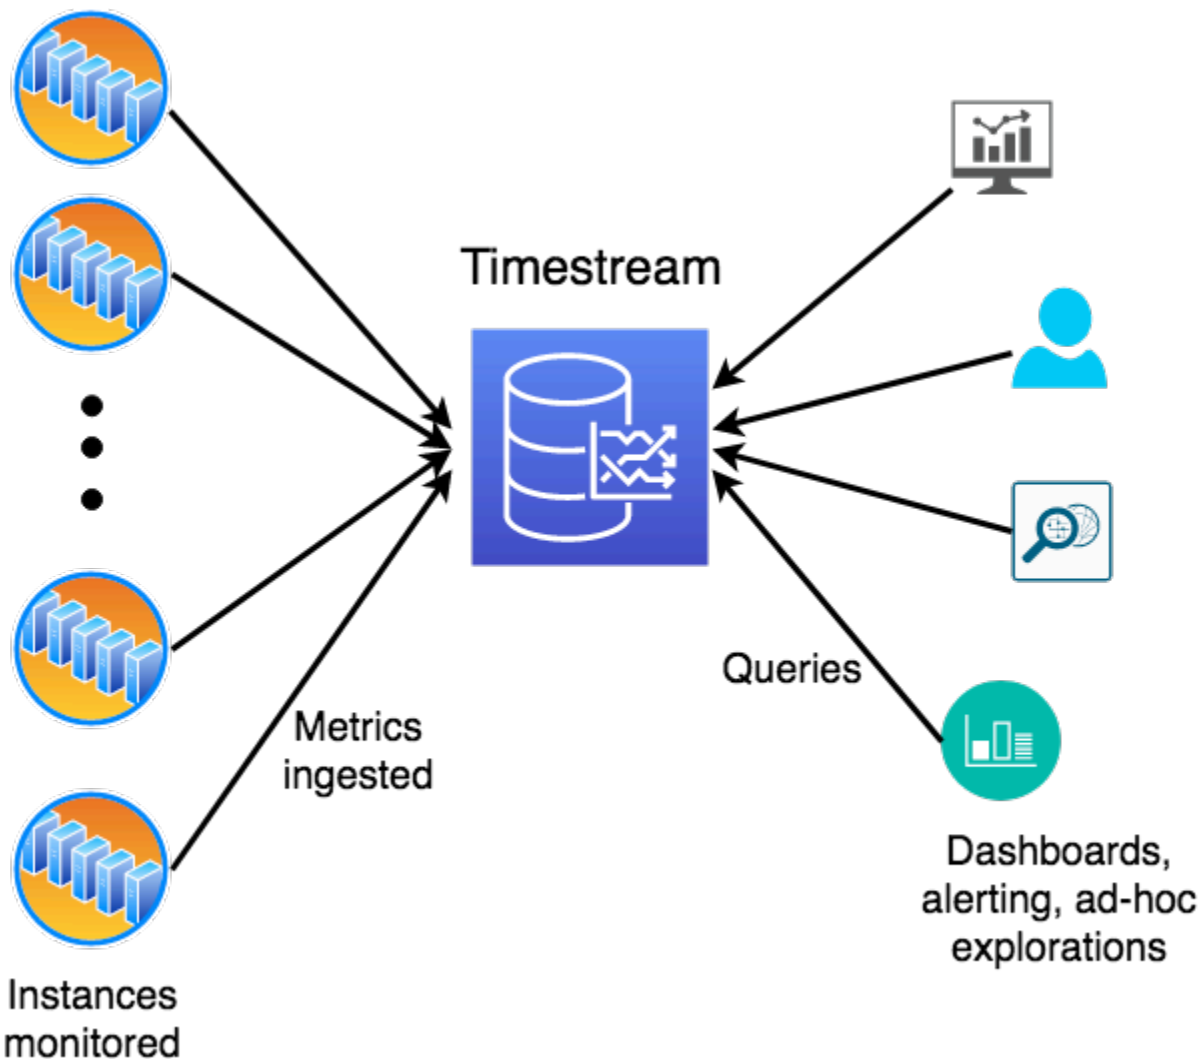 Timestream
Queries
Metrics
ingested
Dashboards,
alerting, ad-hoc
explorations
Instances
monitored